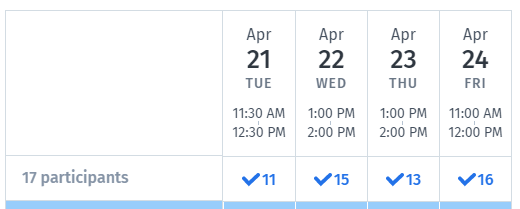 Apr Apr Apr Apr
21 22 23 24
TUE WED THU FRI
11:30 AM 1:00 PM 1:00 PM 11:00 AM
12:30 PM 2:00 PM 2:00 PM 12:00 PM
17 participants 11 15 13 16